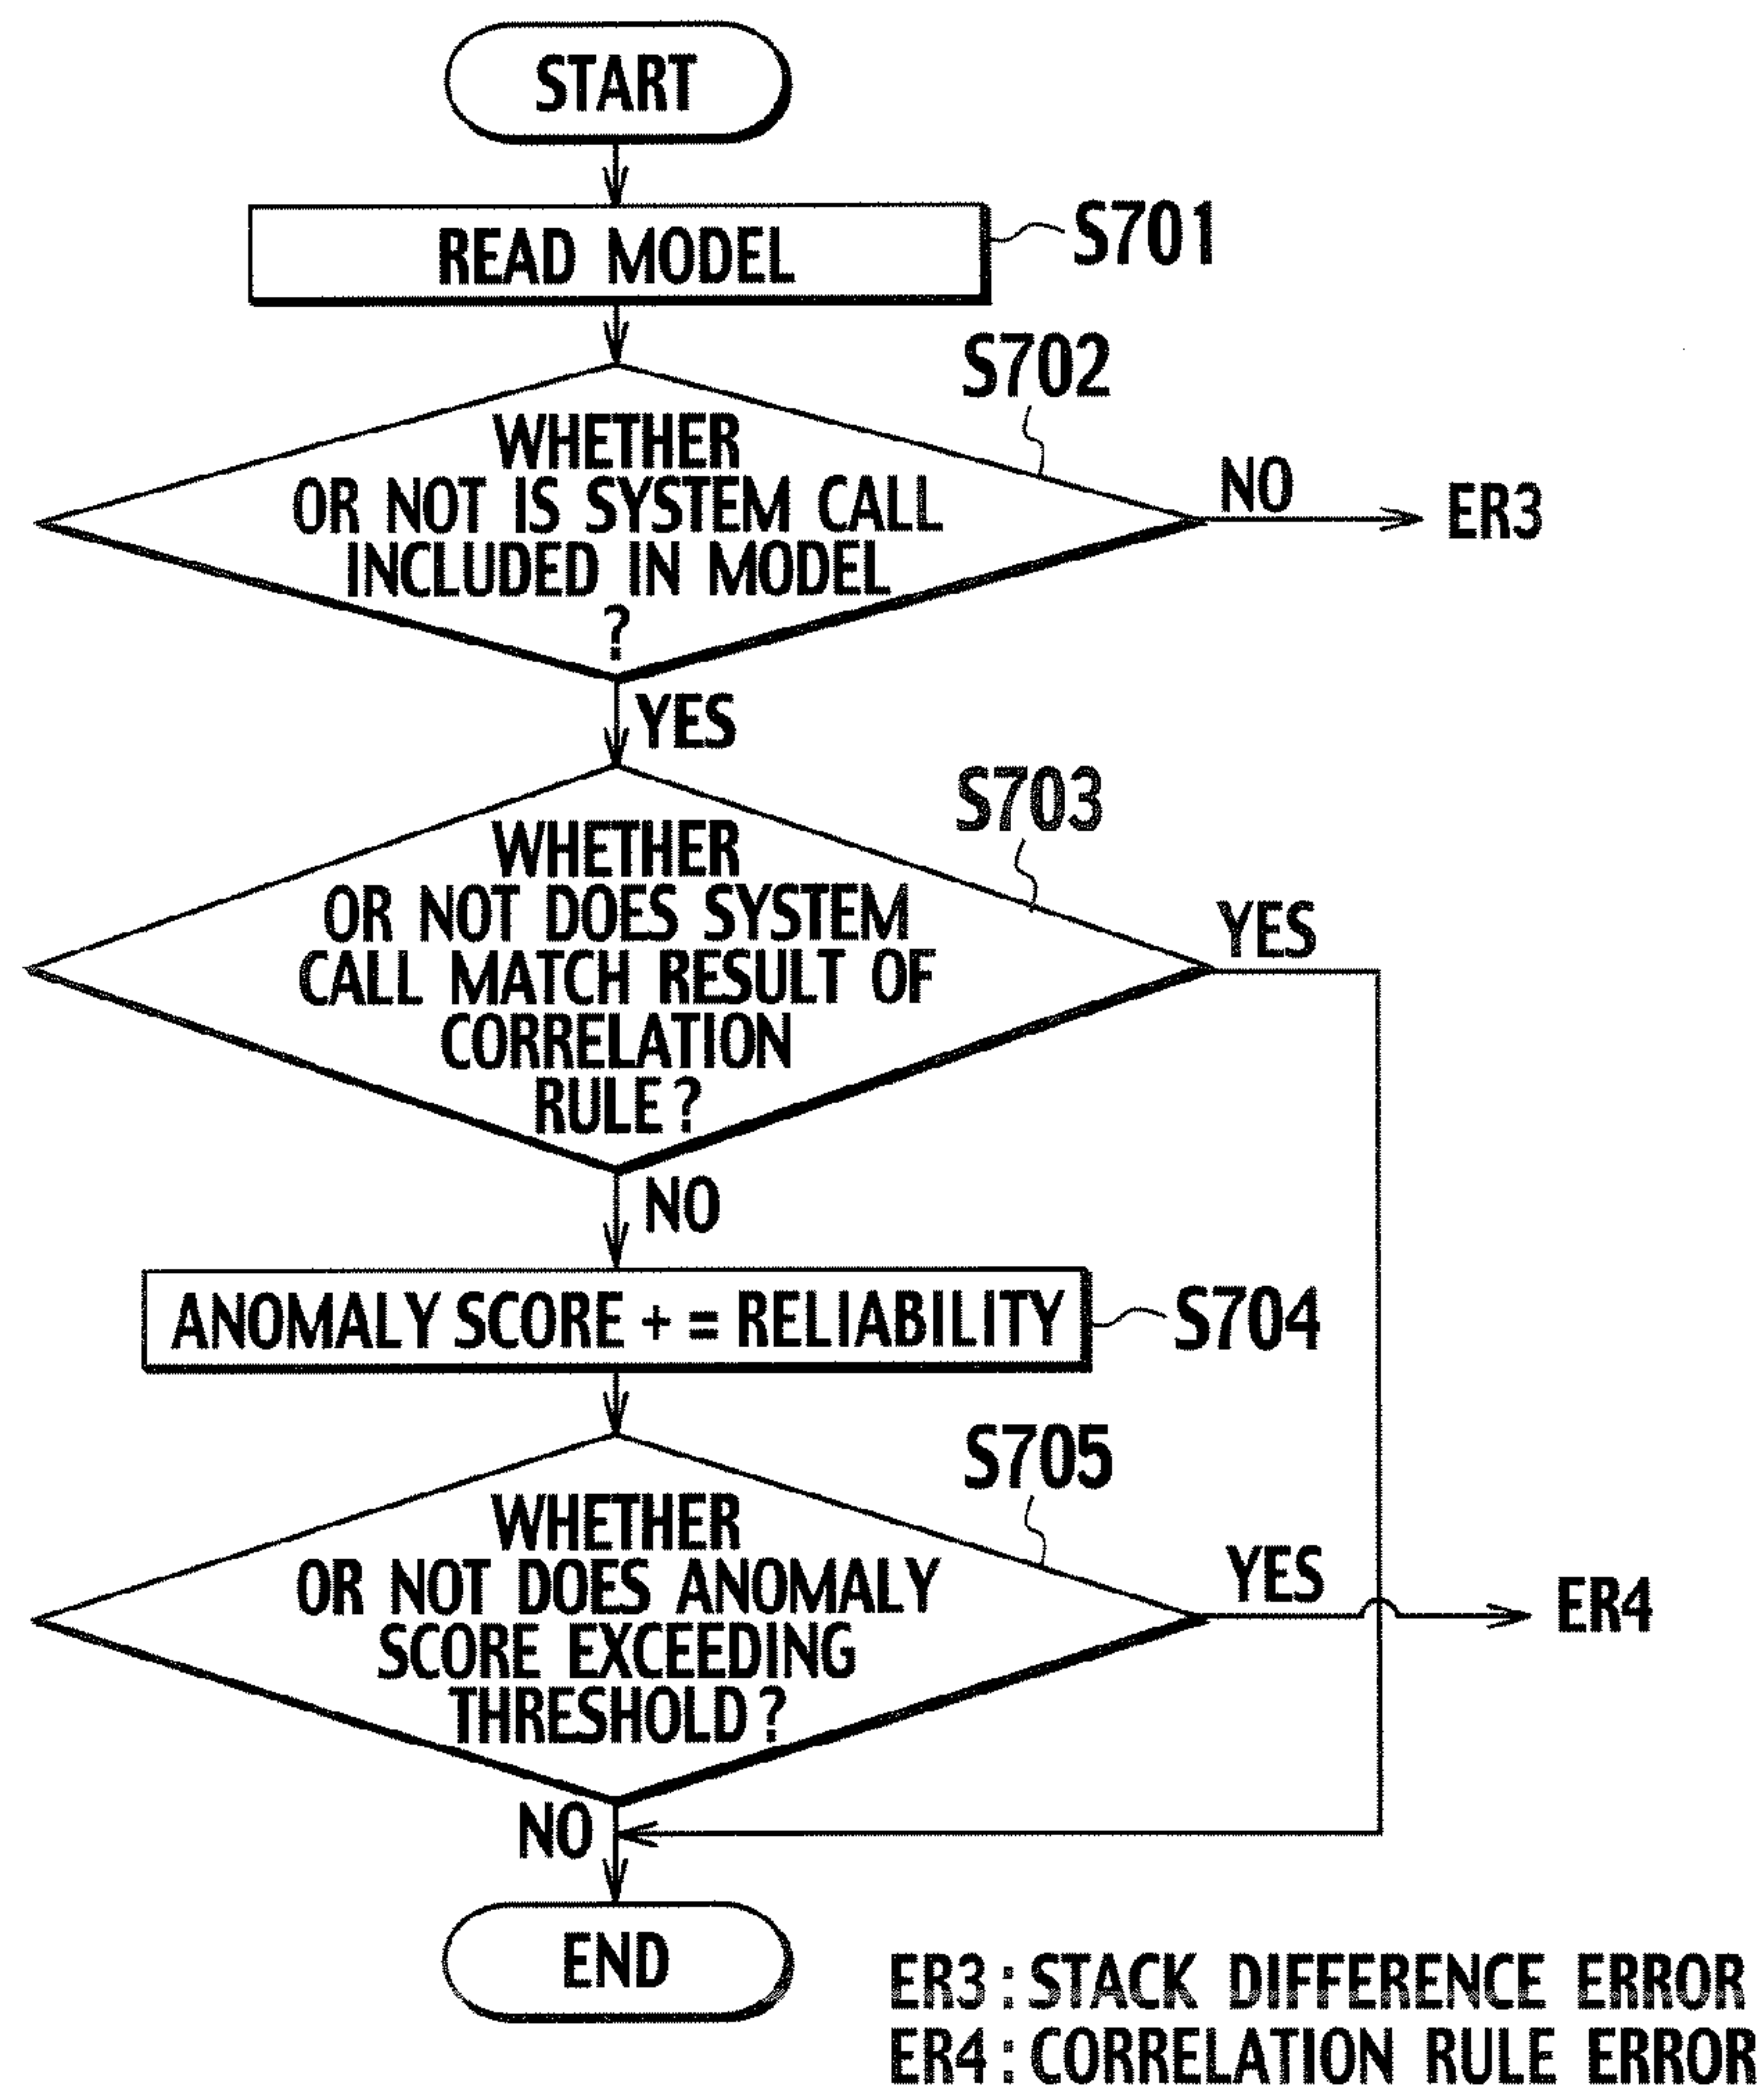 START
READ MODEL
S701
S702
WHETHER
OR NOT IS SYSTEM CALL
INCLUDED IN MODEL
?
NO
ER3
YES
S703
WHETHER
OR NOT DOES SYSTEM
CALL MATCH RESULT OF
CORRELATION
RULE?
YES
NO
ANOMALY SCORE + = RELIABILITY
S704
S705
WHETHER
OR NOT DOES ANOMALY
SCORE EXCEEDING
THRESHOLD?
YES
ER4
NO
END
ER3 : STACK DIFFERENCE ERROR
ER4 : CORRELATION RULE ERROR